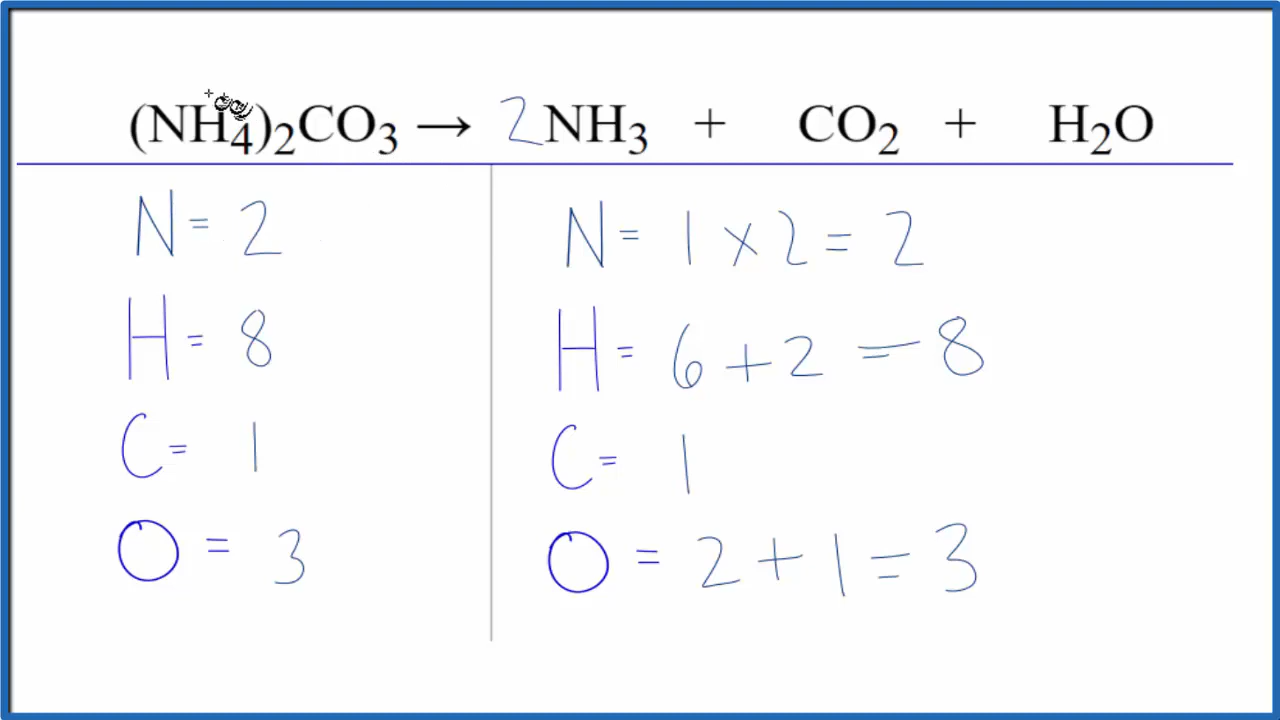 (NH₄)₂CO₃ → 2NH₃ + CO₂ + H₂O
N = 2
H = 8
C = 1
O = 3
N = 1 × 2 = 2
H = 6 + 2 = 8
C = 1
O = 2 + 1 = 3